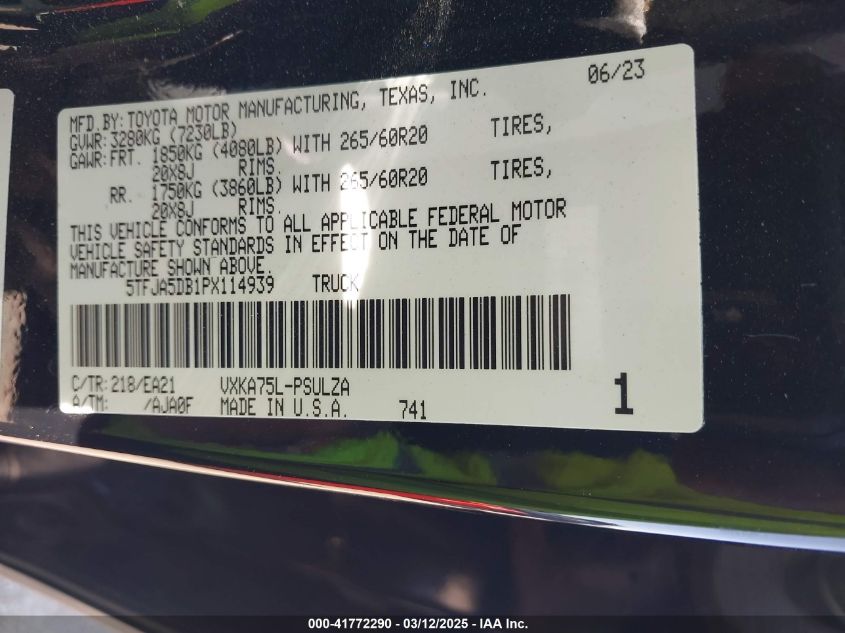 06/23
MFD.BY:TOYOTA MOTOR MANUFACTURING, TEXAS, INC.
GVWR:3280KG (7230LB)
GAWR:FRT. 1850KG (4080LB) WITH 265/60R20 TIRES,
20X8J RIMS.
RR. 1750KG (3860LB) WITH 265/60R20 TIRES,
20X8J RIMS.
THIS VEHICLE CONFORMS TO ALL APPLICABLE FEDERAL MOTOR
VEHICLE SAFETY STANDARDS IN EFFECT ON THE DATE OF
MANUFACTURE SHOWN ABOVE.
5TFJA5DB1PX114939 TRUCK
C/TR:218/EA21 VXKA75L-PSULZA
A/TM: /AJA0F MADE IN U.S.A. 741
1
000-41772290 - 03/12/2025 - IAA Inc.